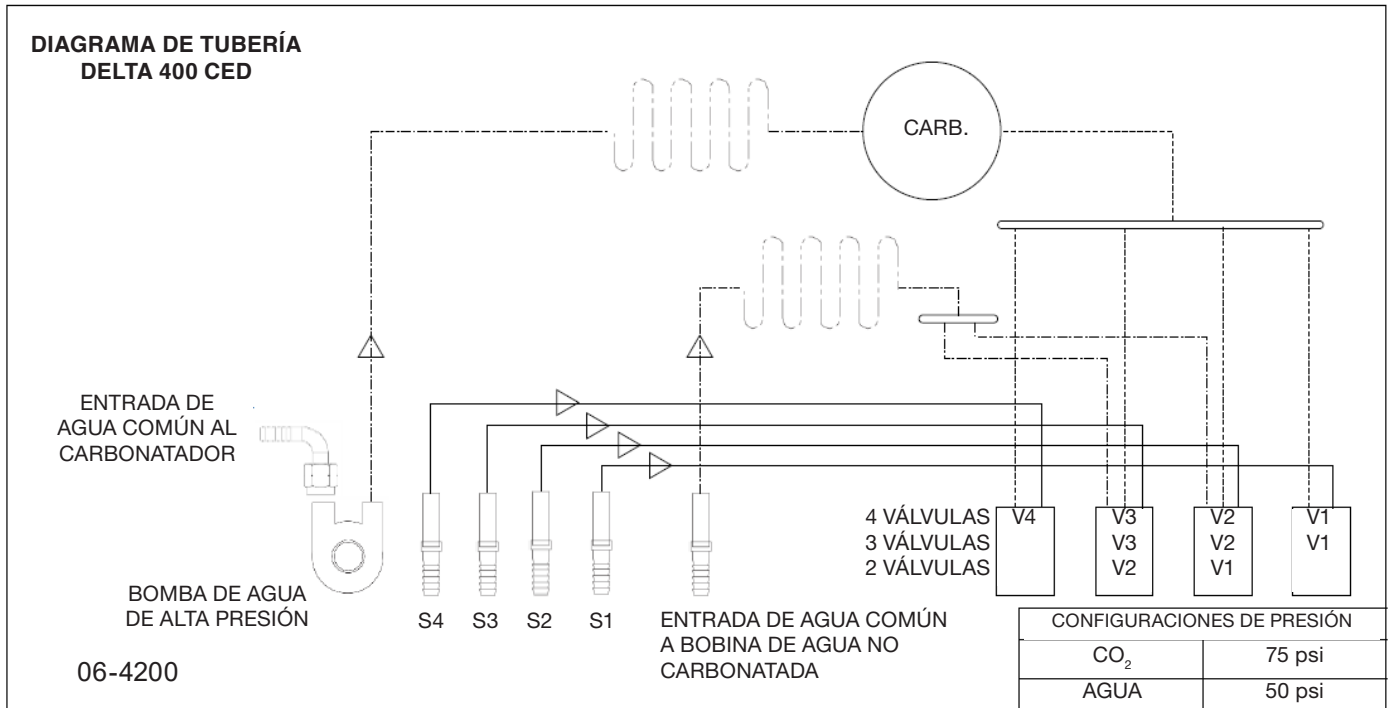 DIAGRAMA DE TUBERÍA
DELTA 400 CED
CARB.
ENTRADA DE
AGUA COMÚN AL
CARBONATADOR
BOMBA DE AGUA
DE ALTA PRESIÓN
S4 S3 S2 S1
ENTRADA DE AGUA COMÚN
A BOBINA DE AGUA NO
CARBONATADA
4 VÁLVULAS V4 V3 V2 V1
3 VÁLVULAS V3 V2 V1
2 VÁLVULAS V2 V1
CONFIGURACIONES DE PRESIÓN
CO₂ 75 psi
AGUA 50 psi
06-4200